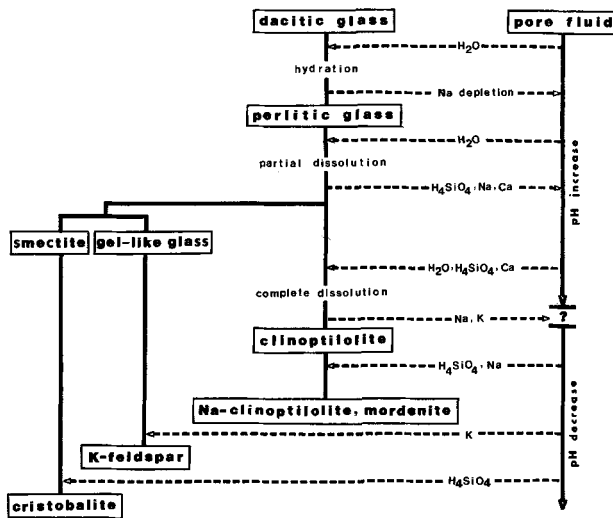 dacitic glass
pore fluid
H2O
hydration
Na depletion
perlitic glass
H2O
partial dissolution
H4SiO4, Na, Ca
pH increase
smectite
gel-like glass
H2O, H4SiO4, Ca
complete dissolution
Na, K
?
clinoptilolite
H4SiO4, Na
Na-clinoptilolite, mordenite
K
K-feldspar
pH decrease
H4SiO4
cristobalite